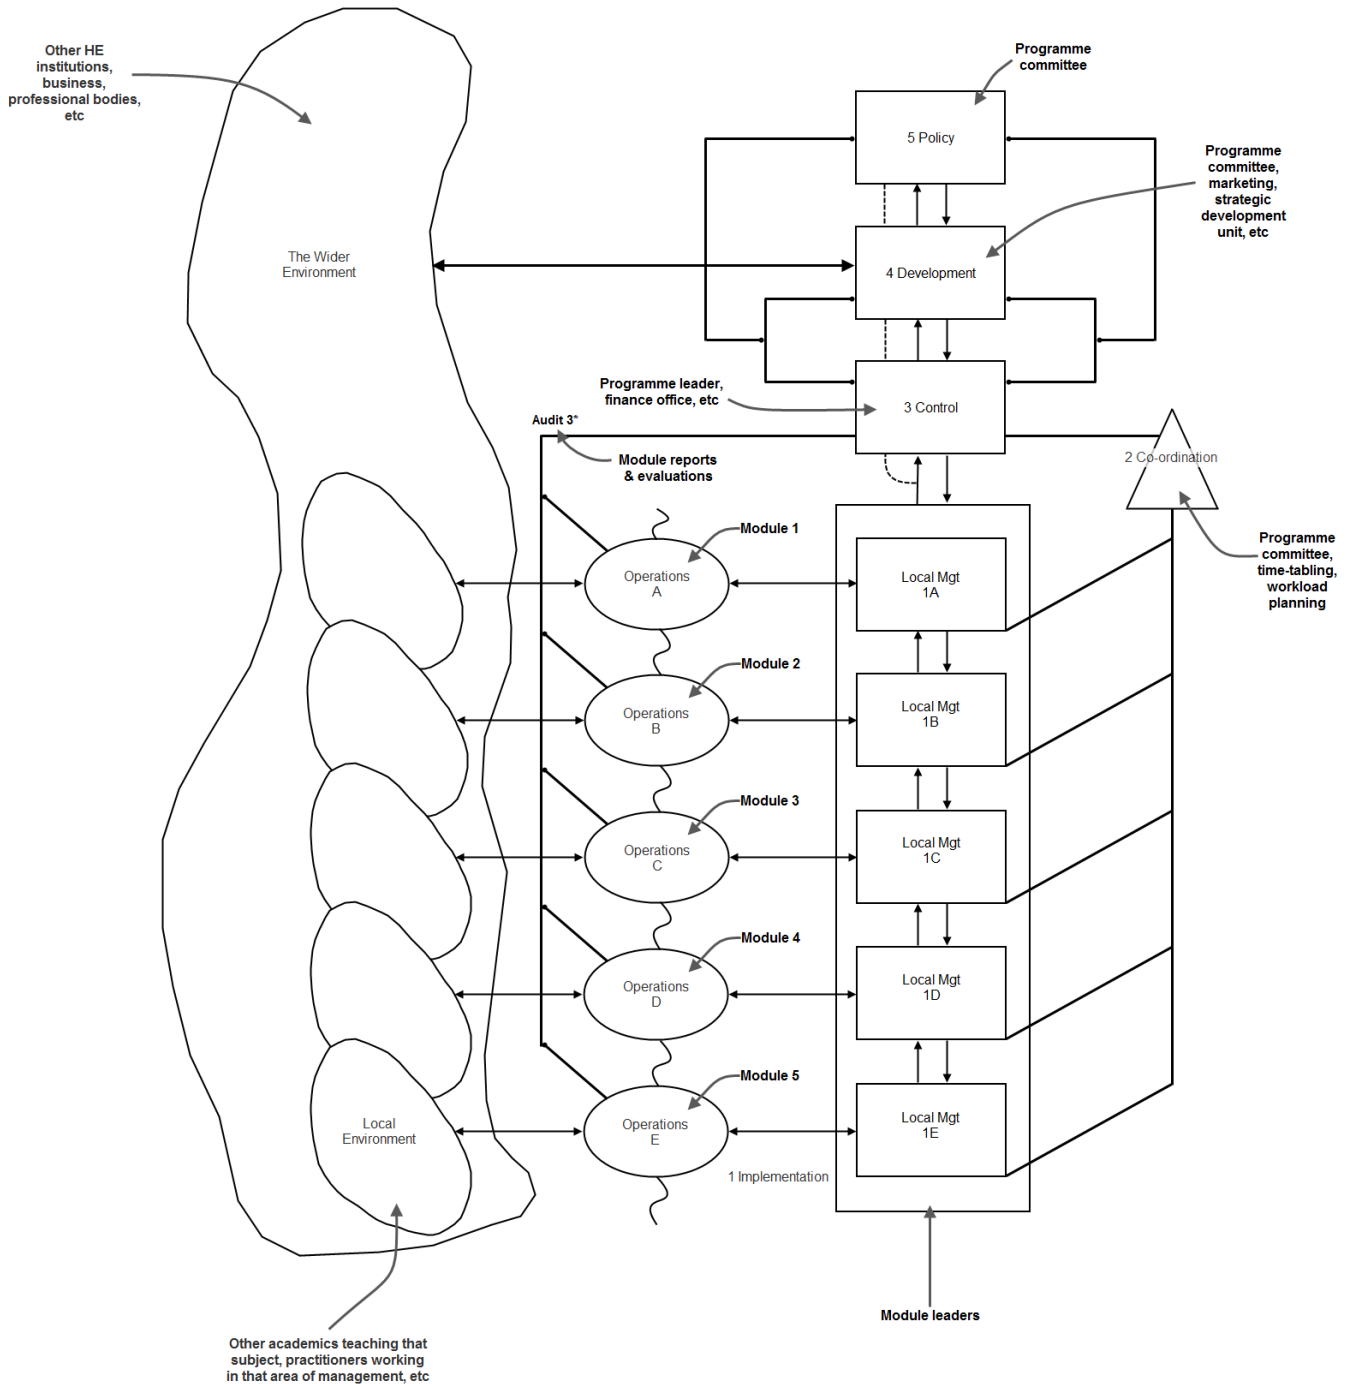 Other HE
institutions,
business,
professional bodies,
etc
Programme
committee
5 Policy
Programme
committee,
marketing,
strategic
development
unit, etc
The Wider
Environment
4 Development
Programme leader,
finance office, etc
3 Control
Audit 3*
Module reports
& evaluations
2 Co-ordination
Programme
committee,
time-tabling,
workload
planning
Module 1
Operations
A
Local Mgt
1A
Module 2
Operations
B
Local Mgt
1B
Module 3
Operations
C
Local Mgt
1C
Module 4
Operations
D
Local Mgt
1D
Module 5
Operations
E
Local Mgt
1E
Local
Environment
1 Implementation
Module leaders
Other academics teaching that
subject, practitioners working
in that area of management, etc